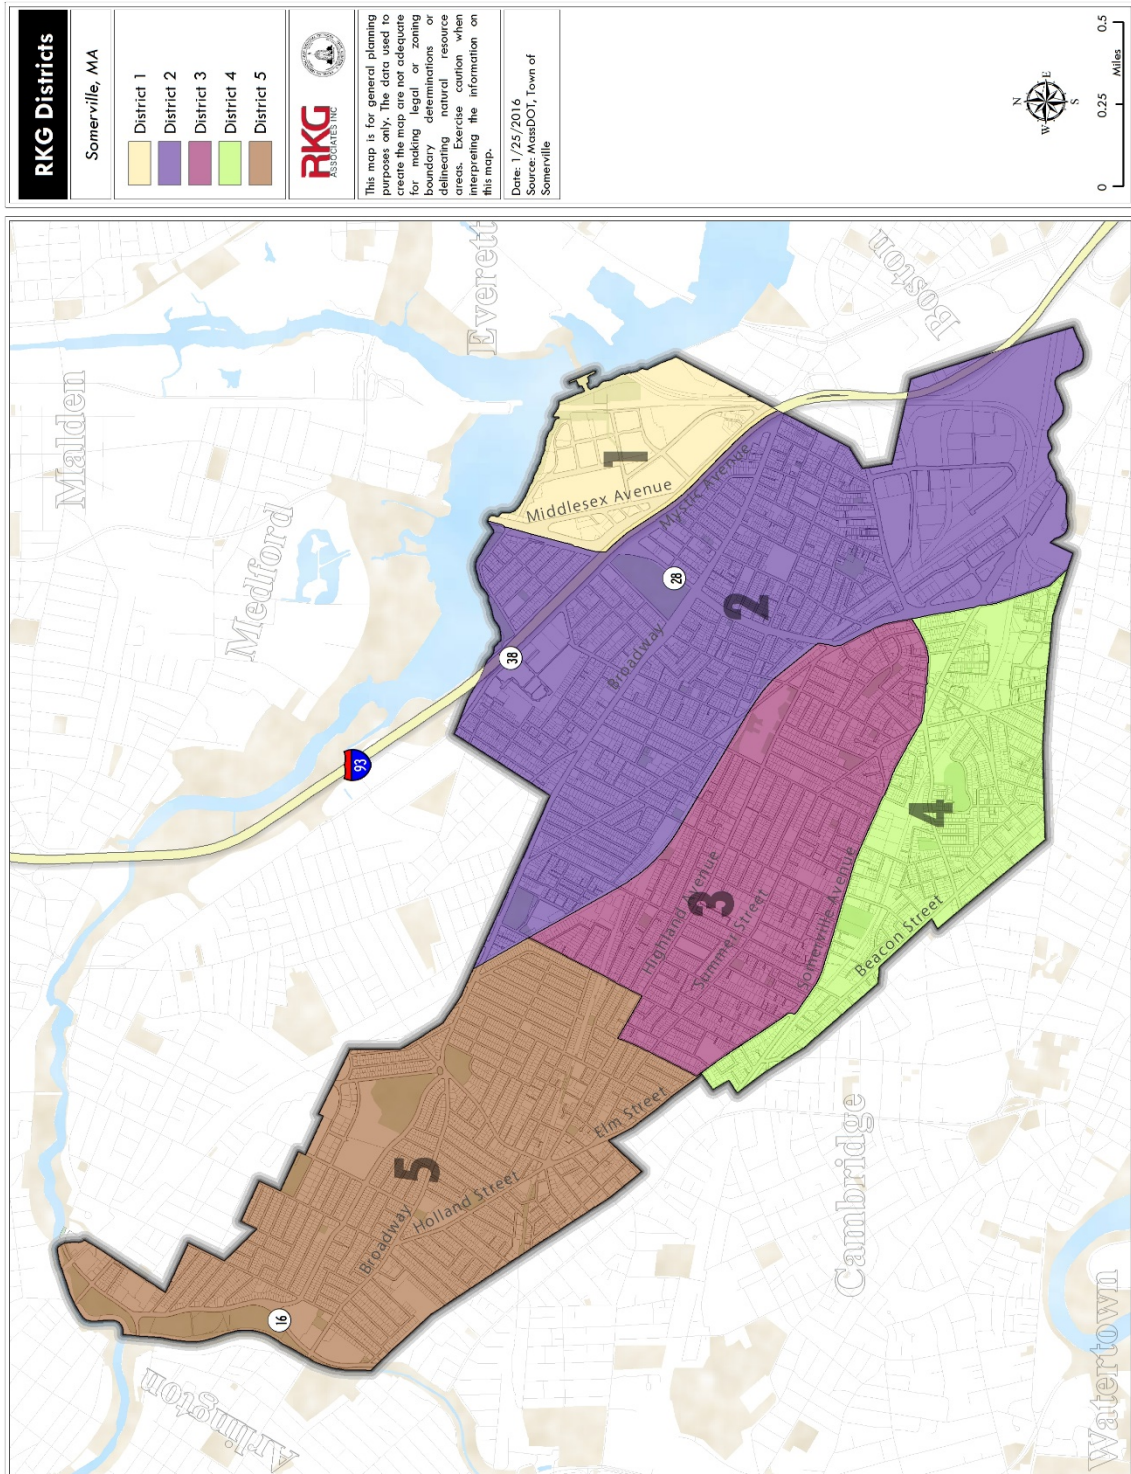 RKG Districts
Somerville, MA
District 1
District 2
District 3
District 4
District 5
RKG
ASSOCIATES INC
This map is for general planning
purposes only. The data used to
create the map are not adequate
for making legal or zoning
boundary determinations or
delineating natural resource
areas. Exercise caution when
interpreting the information on
this map.
Date: 1/25/2016
Source: MassDOT, Town of
Somerville
N
W
E
S
0
0.25
0.5
Miles
Malden
Medford
Everett
Boston
Arlington
Cambridge
Watertown
93
38
28
16
1
Middlesex Avenue
Mystic Avenue
2
Broadway
3
Highland Avenue
Summer Street
Somerville Avenue
4
Beacon Street
5
Broadway
Holland Street
Elm Street